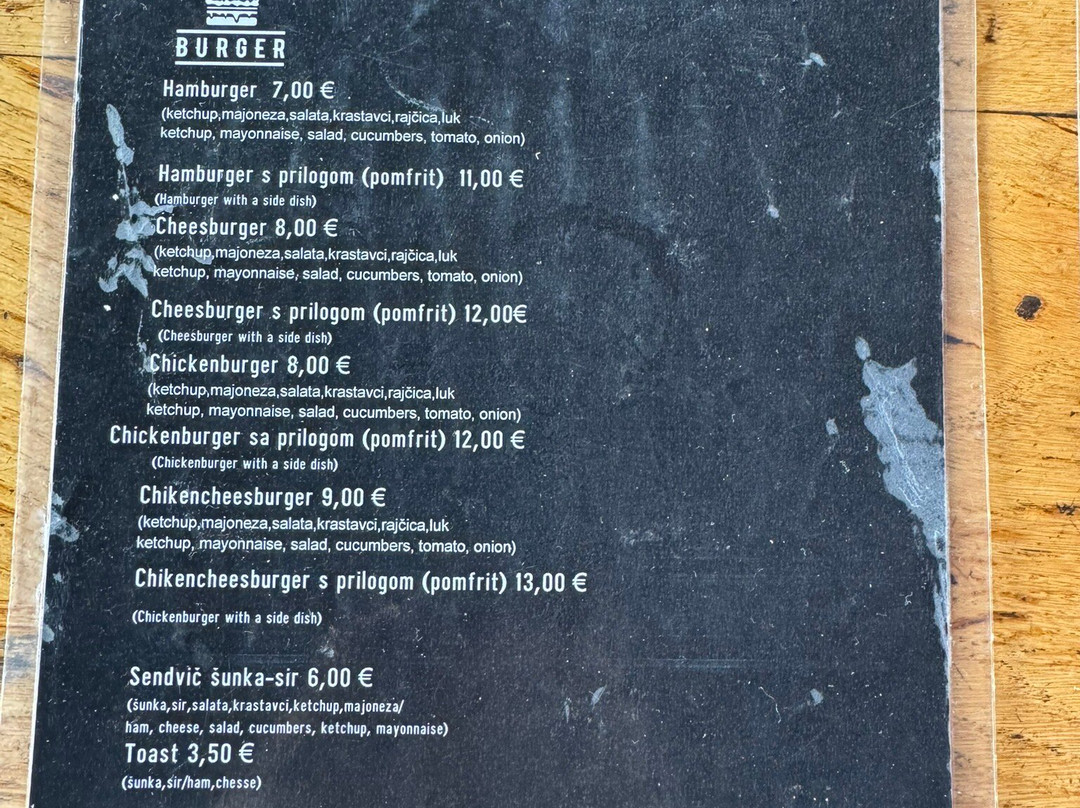 BURGER
Hamburger 7,00 €
(ketchup,majoneza,salata,krastavci,rajčica,luk
ketchup, mayonnaise, salad, cucumbers, tomato, onion)
Hamburger s prilogom (pomfrit) 11,00 €
(Hamburger with a side dish)
Cheesburger 8,00 €
(ketchup,majoneza,salata,krastavci,rajčica,luk
ketchup, mayonnaise, salad, cucumbers, tomato, onion)
Cheesburger s prilogom (pomfrit) 12,00€
(Cheesburger with a side dish)
Chickenburger 8,00 €
(ketchup,majoneza,salata,krastavci,rajčica,luk
ketchup, mayonnaise, salad, cucumbers, tomato, onion)
Chickenburger sa prilogom (pomfrit) 12,00 €
(Chickenburger with a side dish)
Chikencheesburger 9,00 €
(ketchup,majoneza,salata,krastavci,rajčica,luk
ketchup, mayonnaise, salad, cucumbers, tomato, onion)
Chikencheesburger s prilogom (pomfrit) 13,00 €
(Chickenburger with a side dish)
Sendvič šunka-sir 6,00 €
(šunka,sir,salata,krastavci,ketchup,majoneza/
ham, cheese, salad, cucumbers, ketchup, mayonnaise)
Toast 3,50 €
(šunka,sir/ham,chesse)